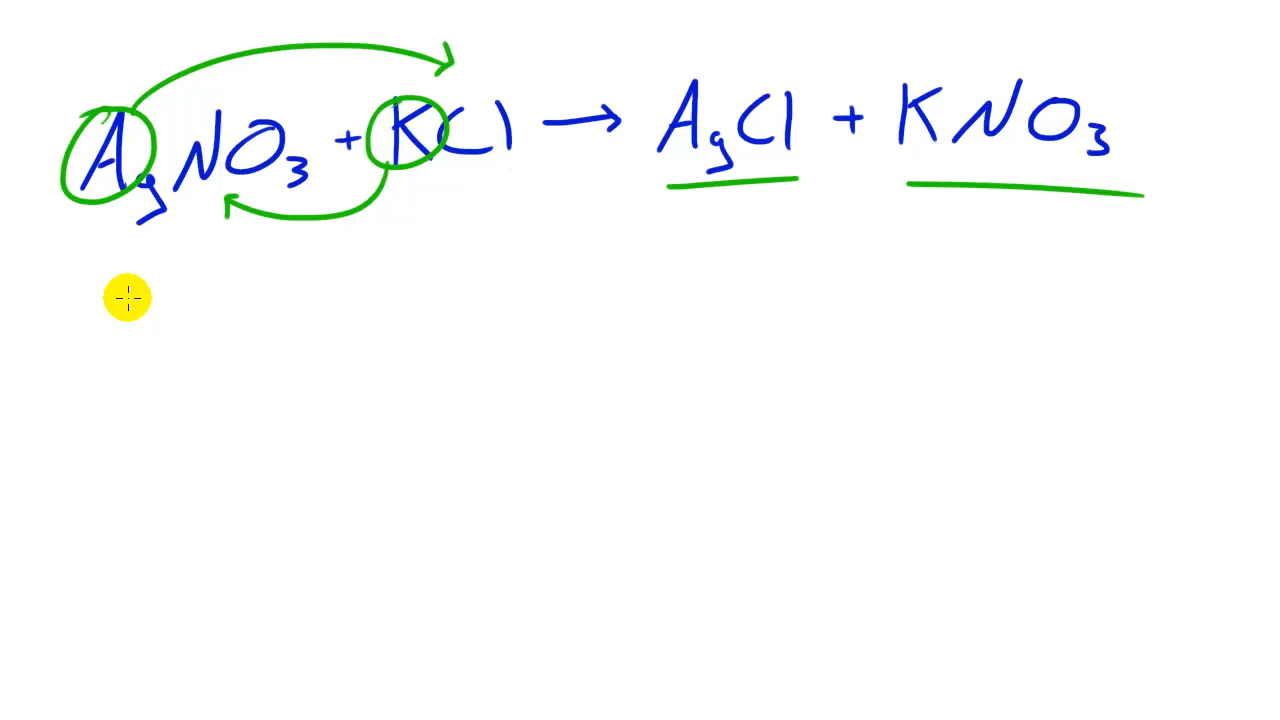 AgNO3 + KCl → AgCl + KNO3